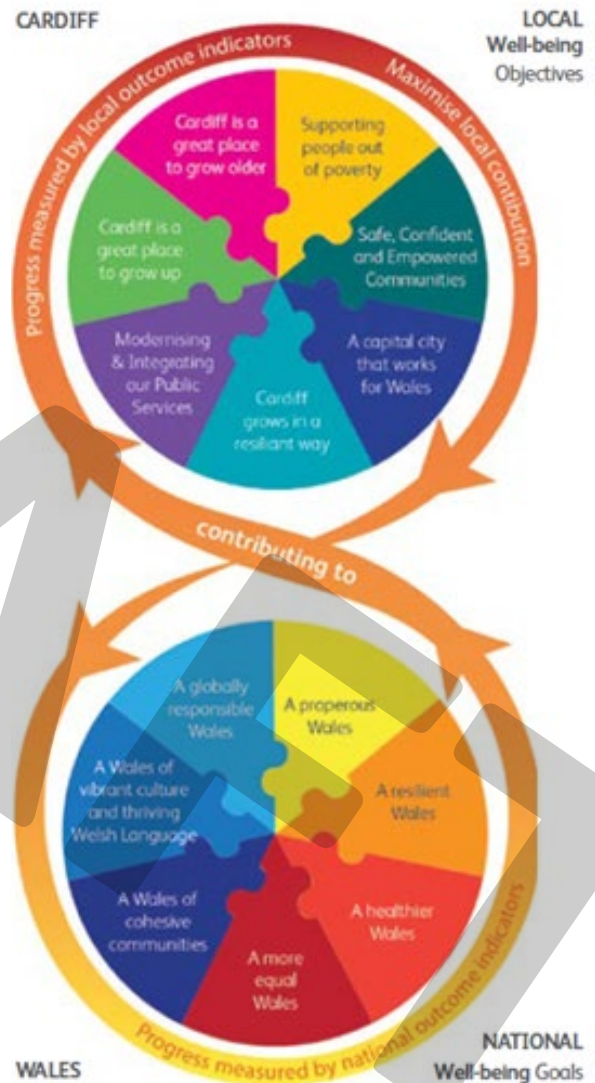 CARDIFF
LOCAL
Well-being
Objectives
Progress measured by local outcome indicators
Maximise local contibution
Cardiff is a
great place
to grow older
Supporting
people out
of poverty
Safe, Confident
and Empowered
Communities
A capital city
that works
for Wales
Cardiff
grows in a
resiliant way
Modernising
& Integrating
our Public
Services
Cardiff is a
great place
to grow up
contributing to
A globally
responsible
Wales
A properous
Wales
A resilient
Wales
A healthier
Wales
A more
equal
Wales
A Wales of
cohesive
communities
A Wales of
vibrant culture
and thriving
Welsh Language
Progress measured by national outcome indicators
WALES
NATIONAL
Well-being Goals